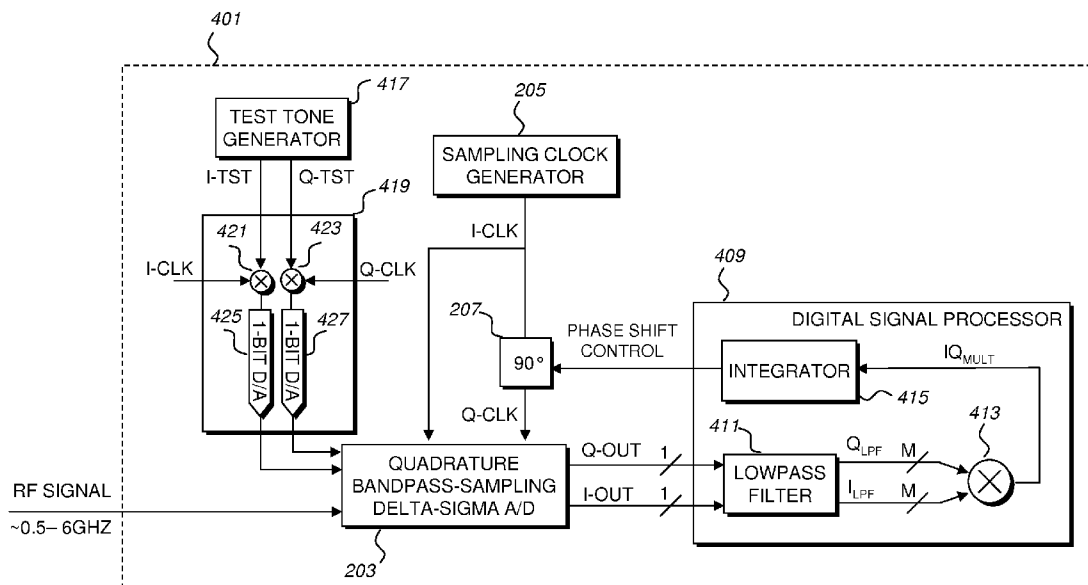 401
417
TEST TONE
GENERATOR
205
SAMPLING CLOCK
GENERATOR
I-TST
Q-TST
419
421
423
I-CLK
I-CLK
Q-CLK
425
1-BIT D/A
1-BIT D/A
427
207
90°
PHASE SHIFT
CONTROL
409
DIGITAL SIGNAL PROCESSOR
INTEGRATOR
IQMULT
415
Q-CLK
411
413
QUADRATURE
BANDPASS-SAMPLING
DELTA-SIGMA A/D
Q-OUT
1
I-OUT
1
LOWPASS
FILTER
QLPF
M
ILPF
M
RF SIGNAL
~0.5– 6GHZ
203